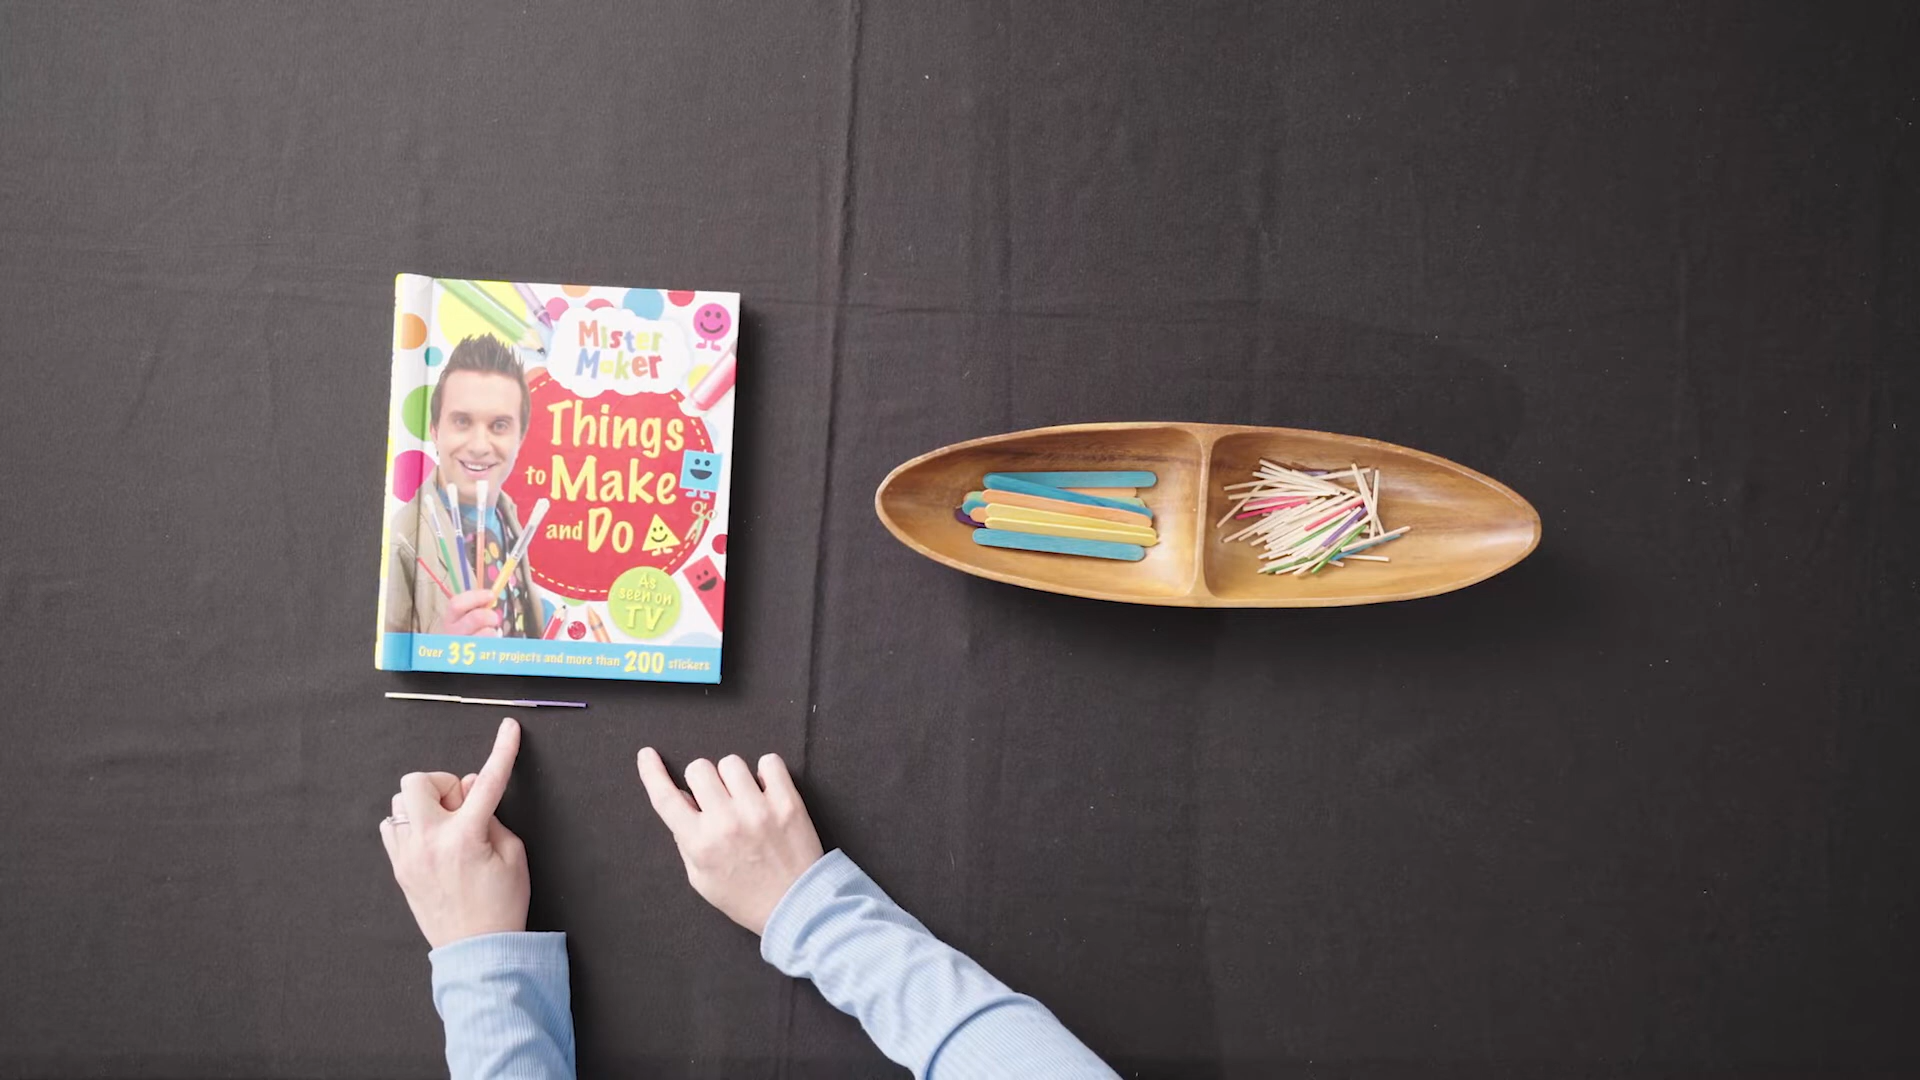 Mister
Maker
Things
to Make
and Do
As
seen on
TV
Over 35 art projects and more than 200 stickers